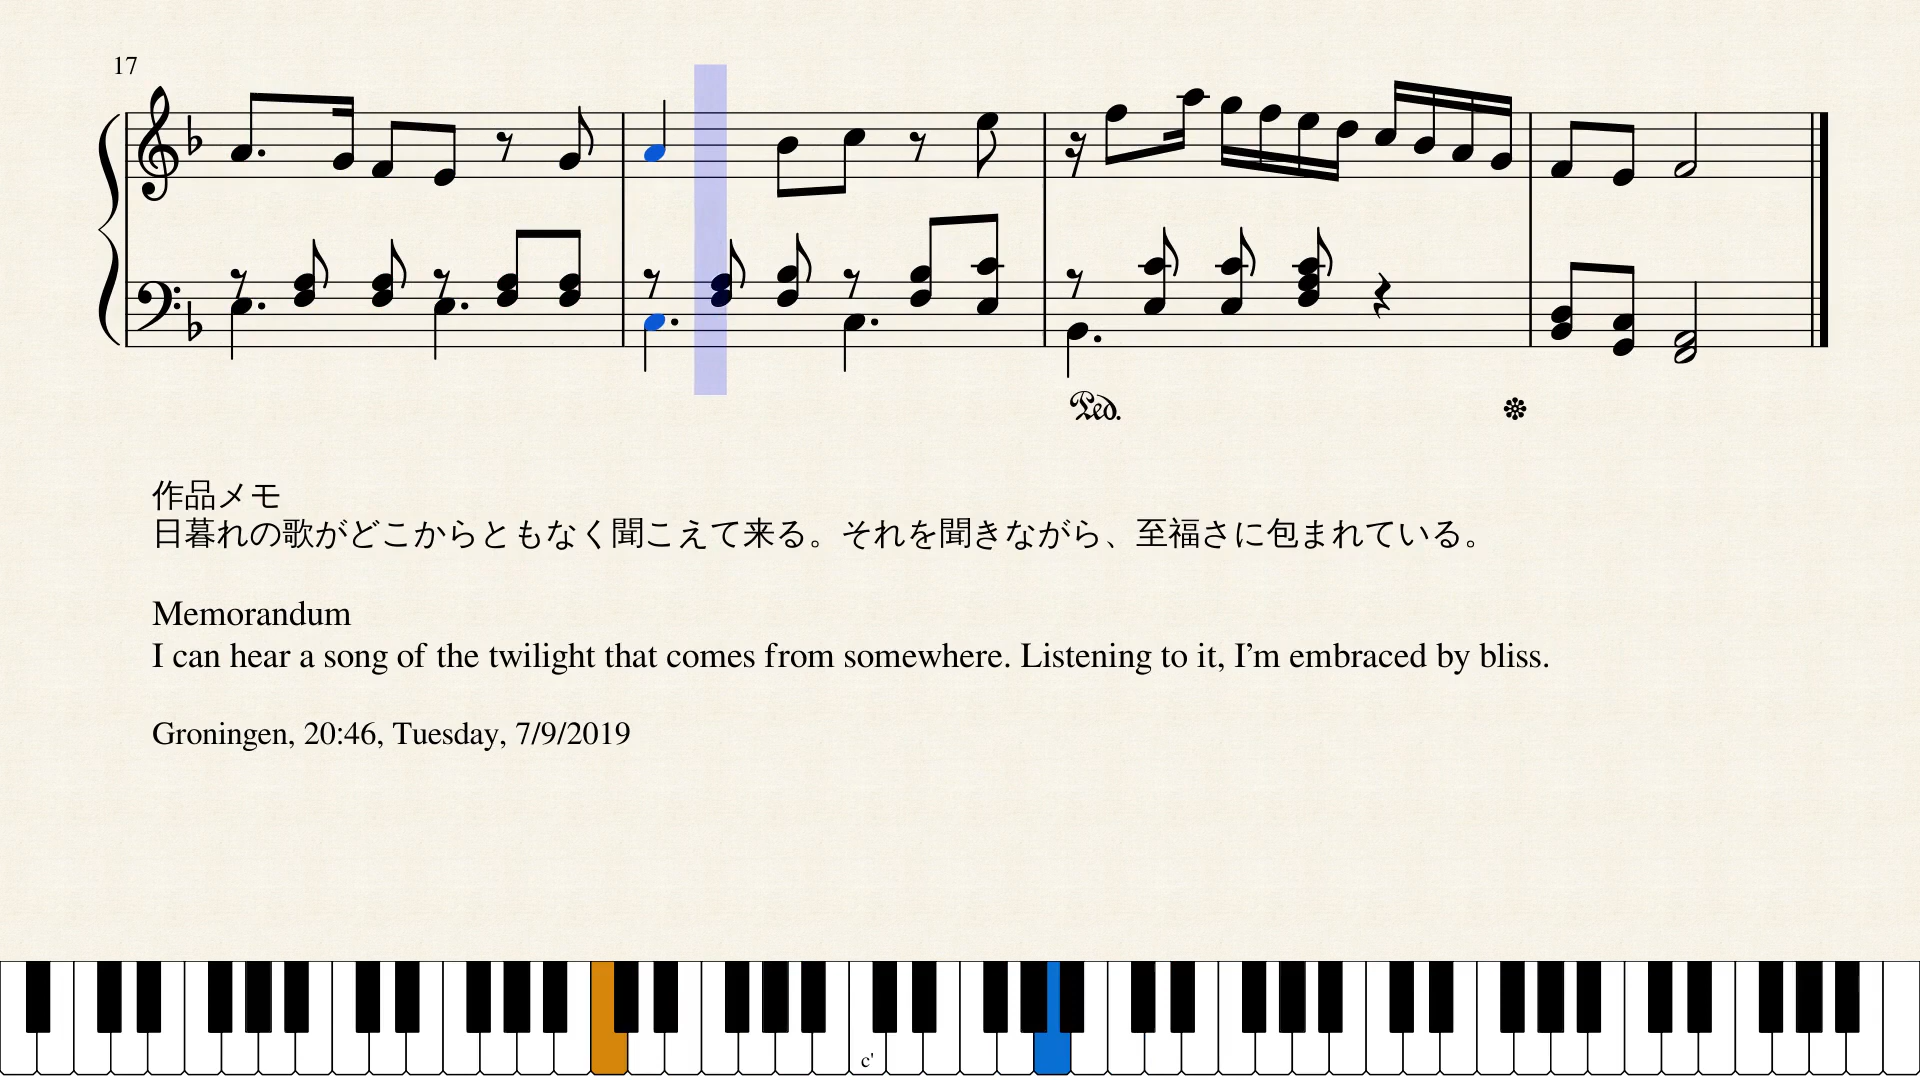 17
Ped.
作品メモ
日暮れの歌がどこからともなく聞こえて来る。それを聞きながら、至福さに包まれている。
Memorandum
I can hear a song of the twilight that comes from somewhere. Listening to it, I’m embraced by bliss.
Groningen, 20:46, Tuesday, 7/9/2019
c'